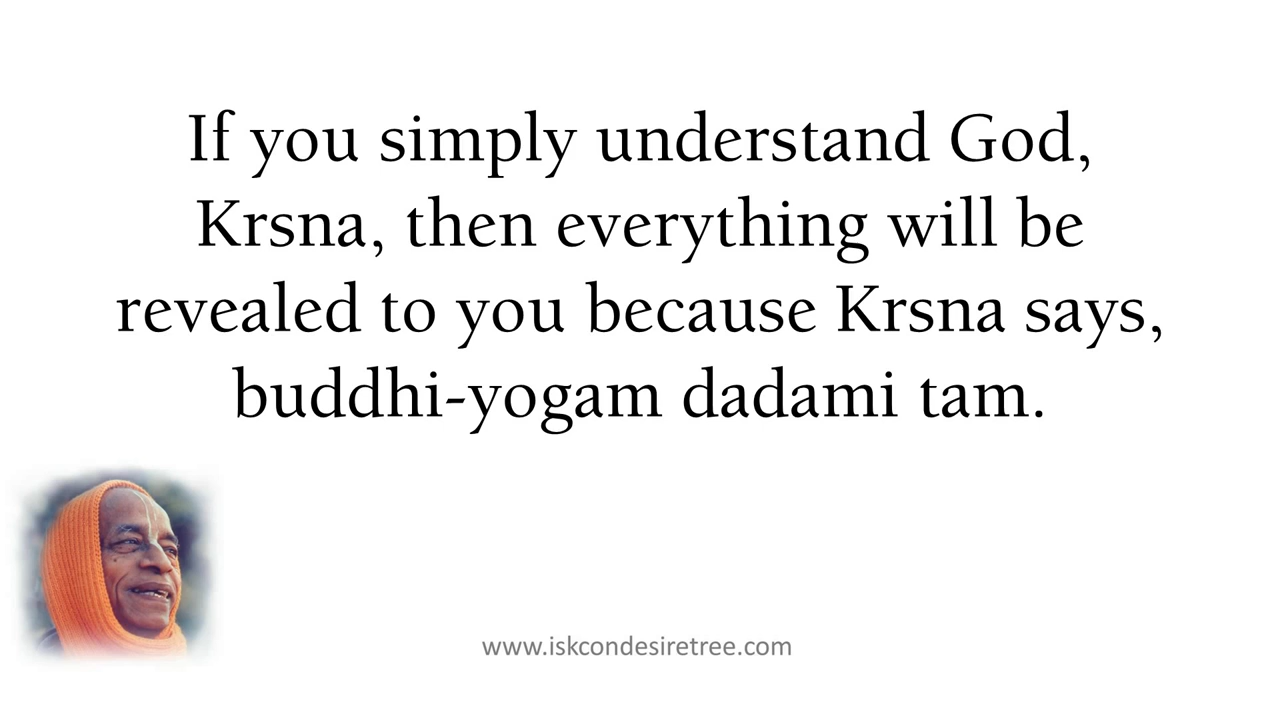 If you simply understand God,
Krsna, then everything will be
revealed to you because Krsna says,
buddhi-yogam dadami tam.
www.iskcondesiretree.com